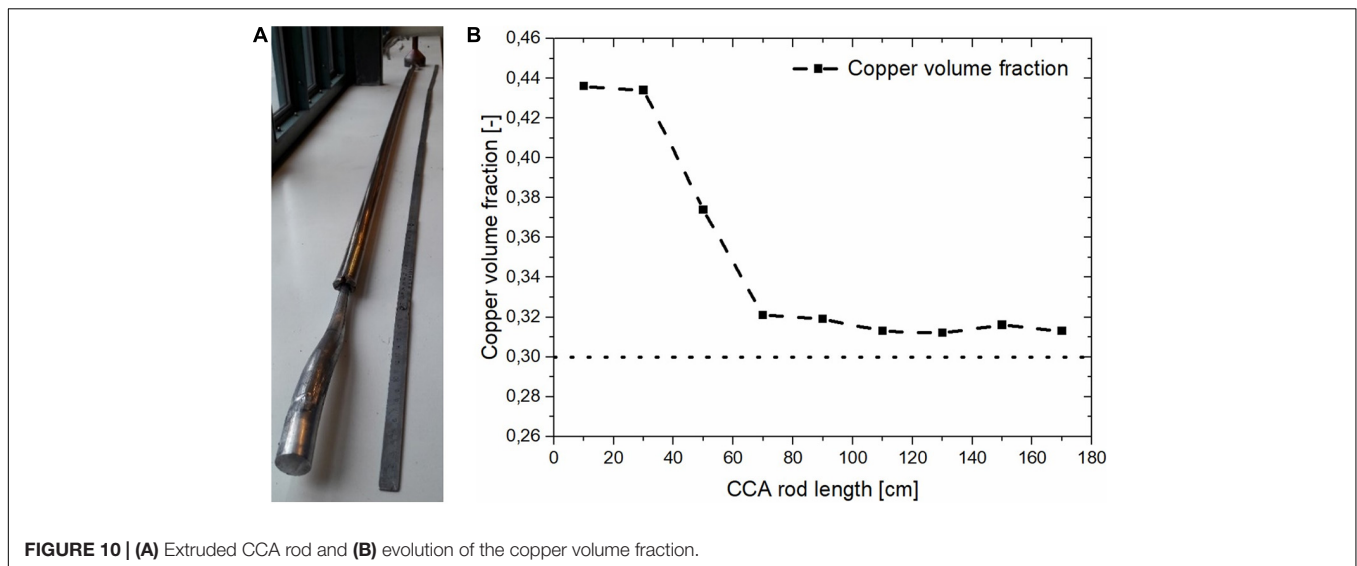 A
B
0,46
0,44
0,42
0,40
0,38
0,36
0,34
0,32
0,30
0,28
0,26
Copper volume fraction [-]
Copper volume fraction
0 20 40 60 80 100 120 140 160 180
CCA rod length [cm]
FIGURE 10 | (A) Extruded CCA rod and (B) evolution of the copper volume fraction.